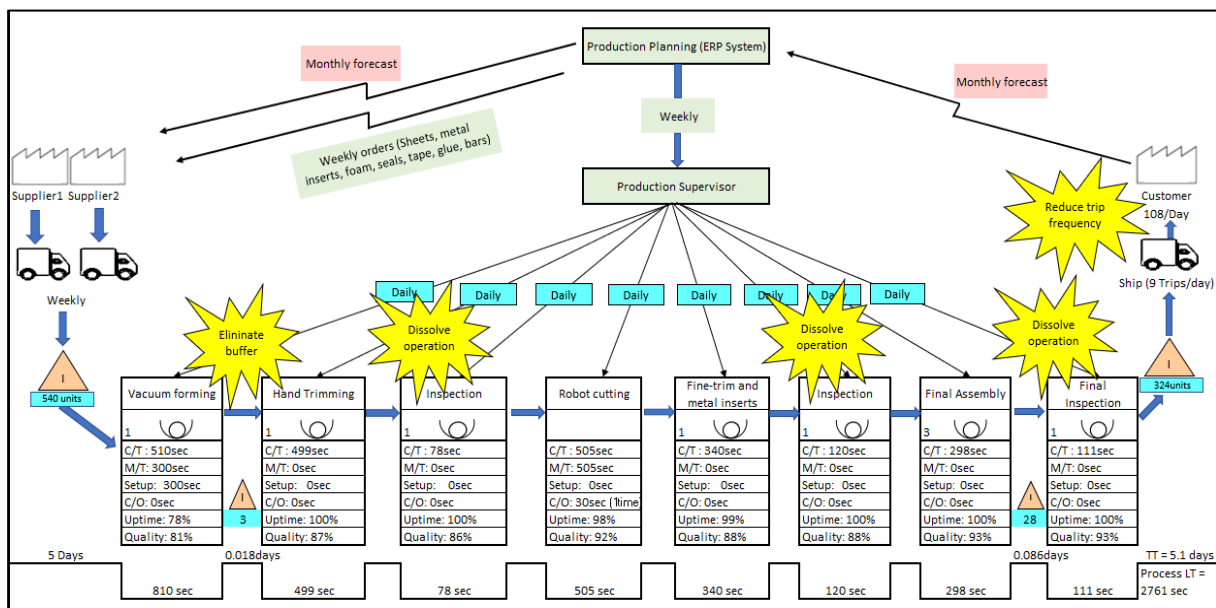 Production Planning (ERP System)
Monthly forecast
Monthly forecast
Weekly
Weekly orders (Sheets, metal
inserts, foam, seals, tape, glue, bars)
Production Supervisor
Supplier1
Supplier2
Customer
108/Day
Reduce trip
frequency
Ship (9 Trips/day)
Weekly
Daily
Daily
Daily
Daily
Daily
Daily
Daily
Daily
Elininate
buffer
Dissolve
operation
Dissolve
operation
Dissolve
operation
I
540 units
I
324units
Vacuum forming
1
C/T : 510sec
M/T: 300sec
Setup: 300sec
C/O: 0sec
Uptime: 78%
Quality: 81%
I
3
Hand Trimming
1
C/T : 499sec
M/T: 0sec
Setup: 0sec
C/O: 0sec
Uptime: 100%
Quality: 87%
Inspection
1
C/T : 78sec
M/T: 0sec
Setup: 0sec
C/O: 0sec
Uptime: 100%
Quality: 86%
Robot cutting
C/T : 505sec
M/T: 505sec
Setup: 0sec
C/O: 30sec (1time)
Uptime: 98%
Quality: 92%
Fine-trim and
metal inserts
1
C/T : 340sec
M/T: 0sec
Setup: 0sec
C/O: 0sec
Uptime: 99%
Quality: 88%
Inspection
1
C/T : 120sec
M/T: 0sec
Setup: 0sec
C/O: 0sec
Uptime: 100%
Quality: 88%
Final Assembly
3
C/T : 298sec
M/T: 0sec
Setup: 0sec
C/O: 0sec
Uptime: 100%
Quality: 93%
I
28
Final
Inspection
1
C/T : 111sec
M/T: 0sec
Setup: 0sec
C/O: 0sec
Uptime: 100%
Quality: 93%
5 Days
0.018days
0.086days
TT = 5.1 days
810 sec
499 sec
78 sec
505 sec
340 sec
120 sec
298 sec
111 sec
Process LT =
2761 sec